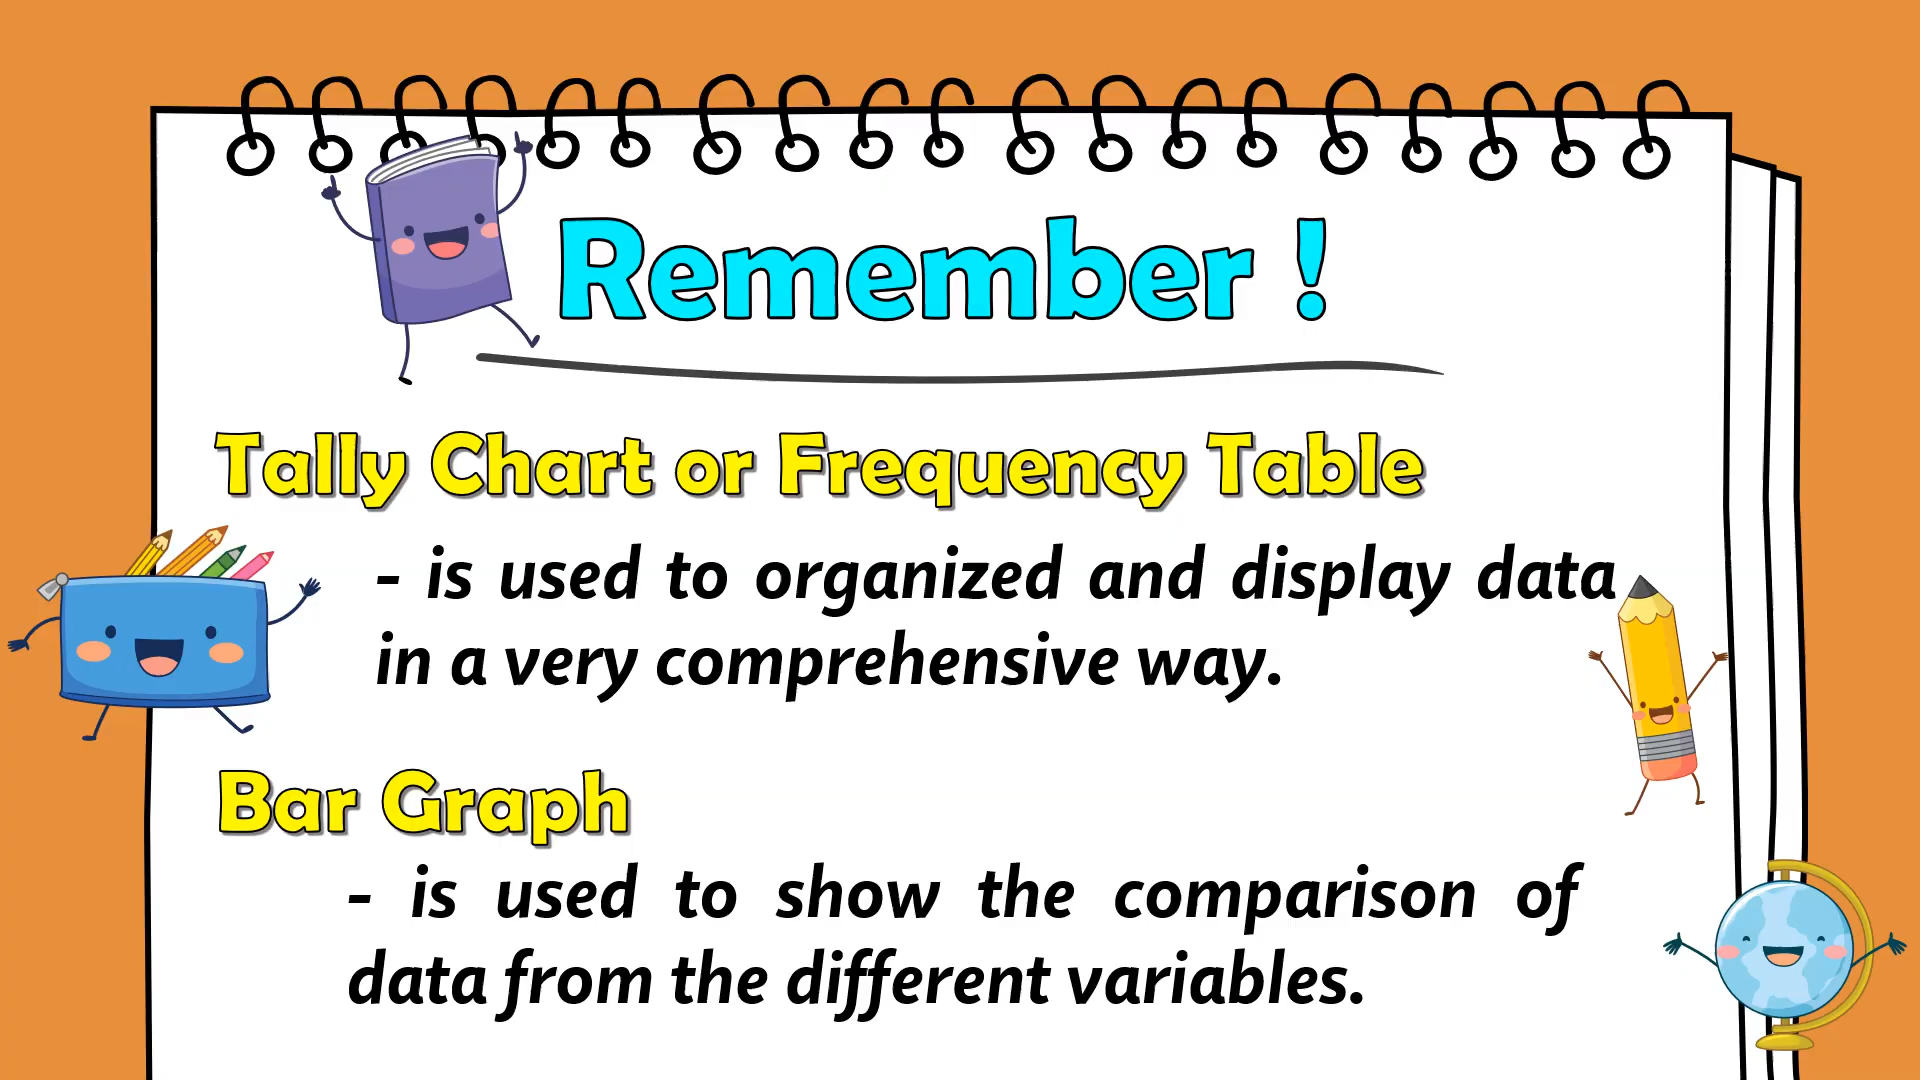 Remember !
Tally Chart or Frequency Table
- is used to organized and display data
in a very comprehensive way.
Bar Graph
- is used to show the comparison of
data from the different variables.